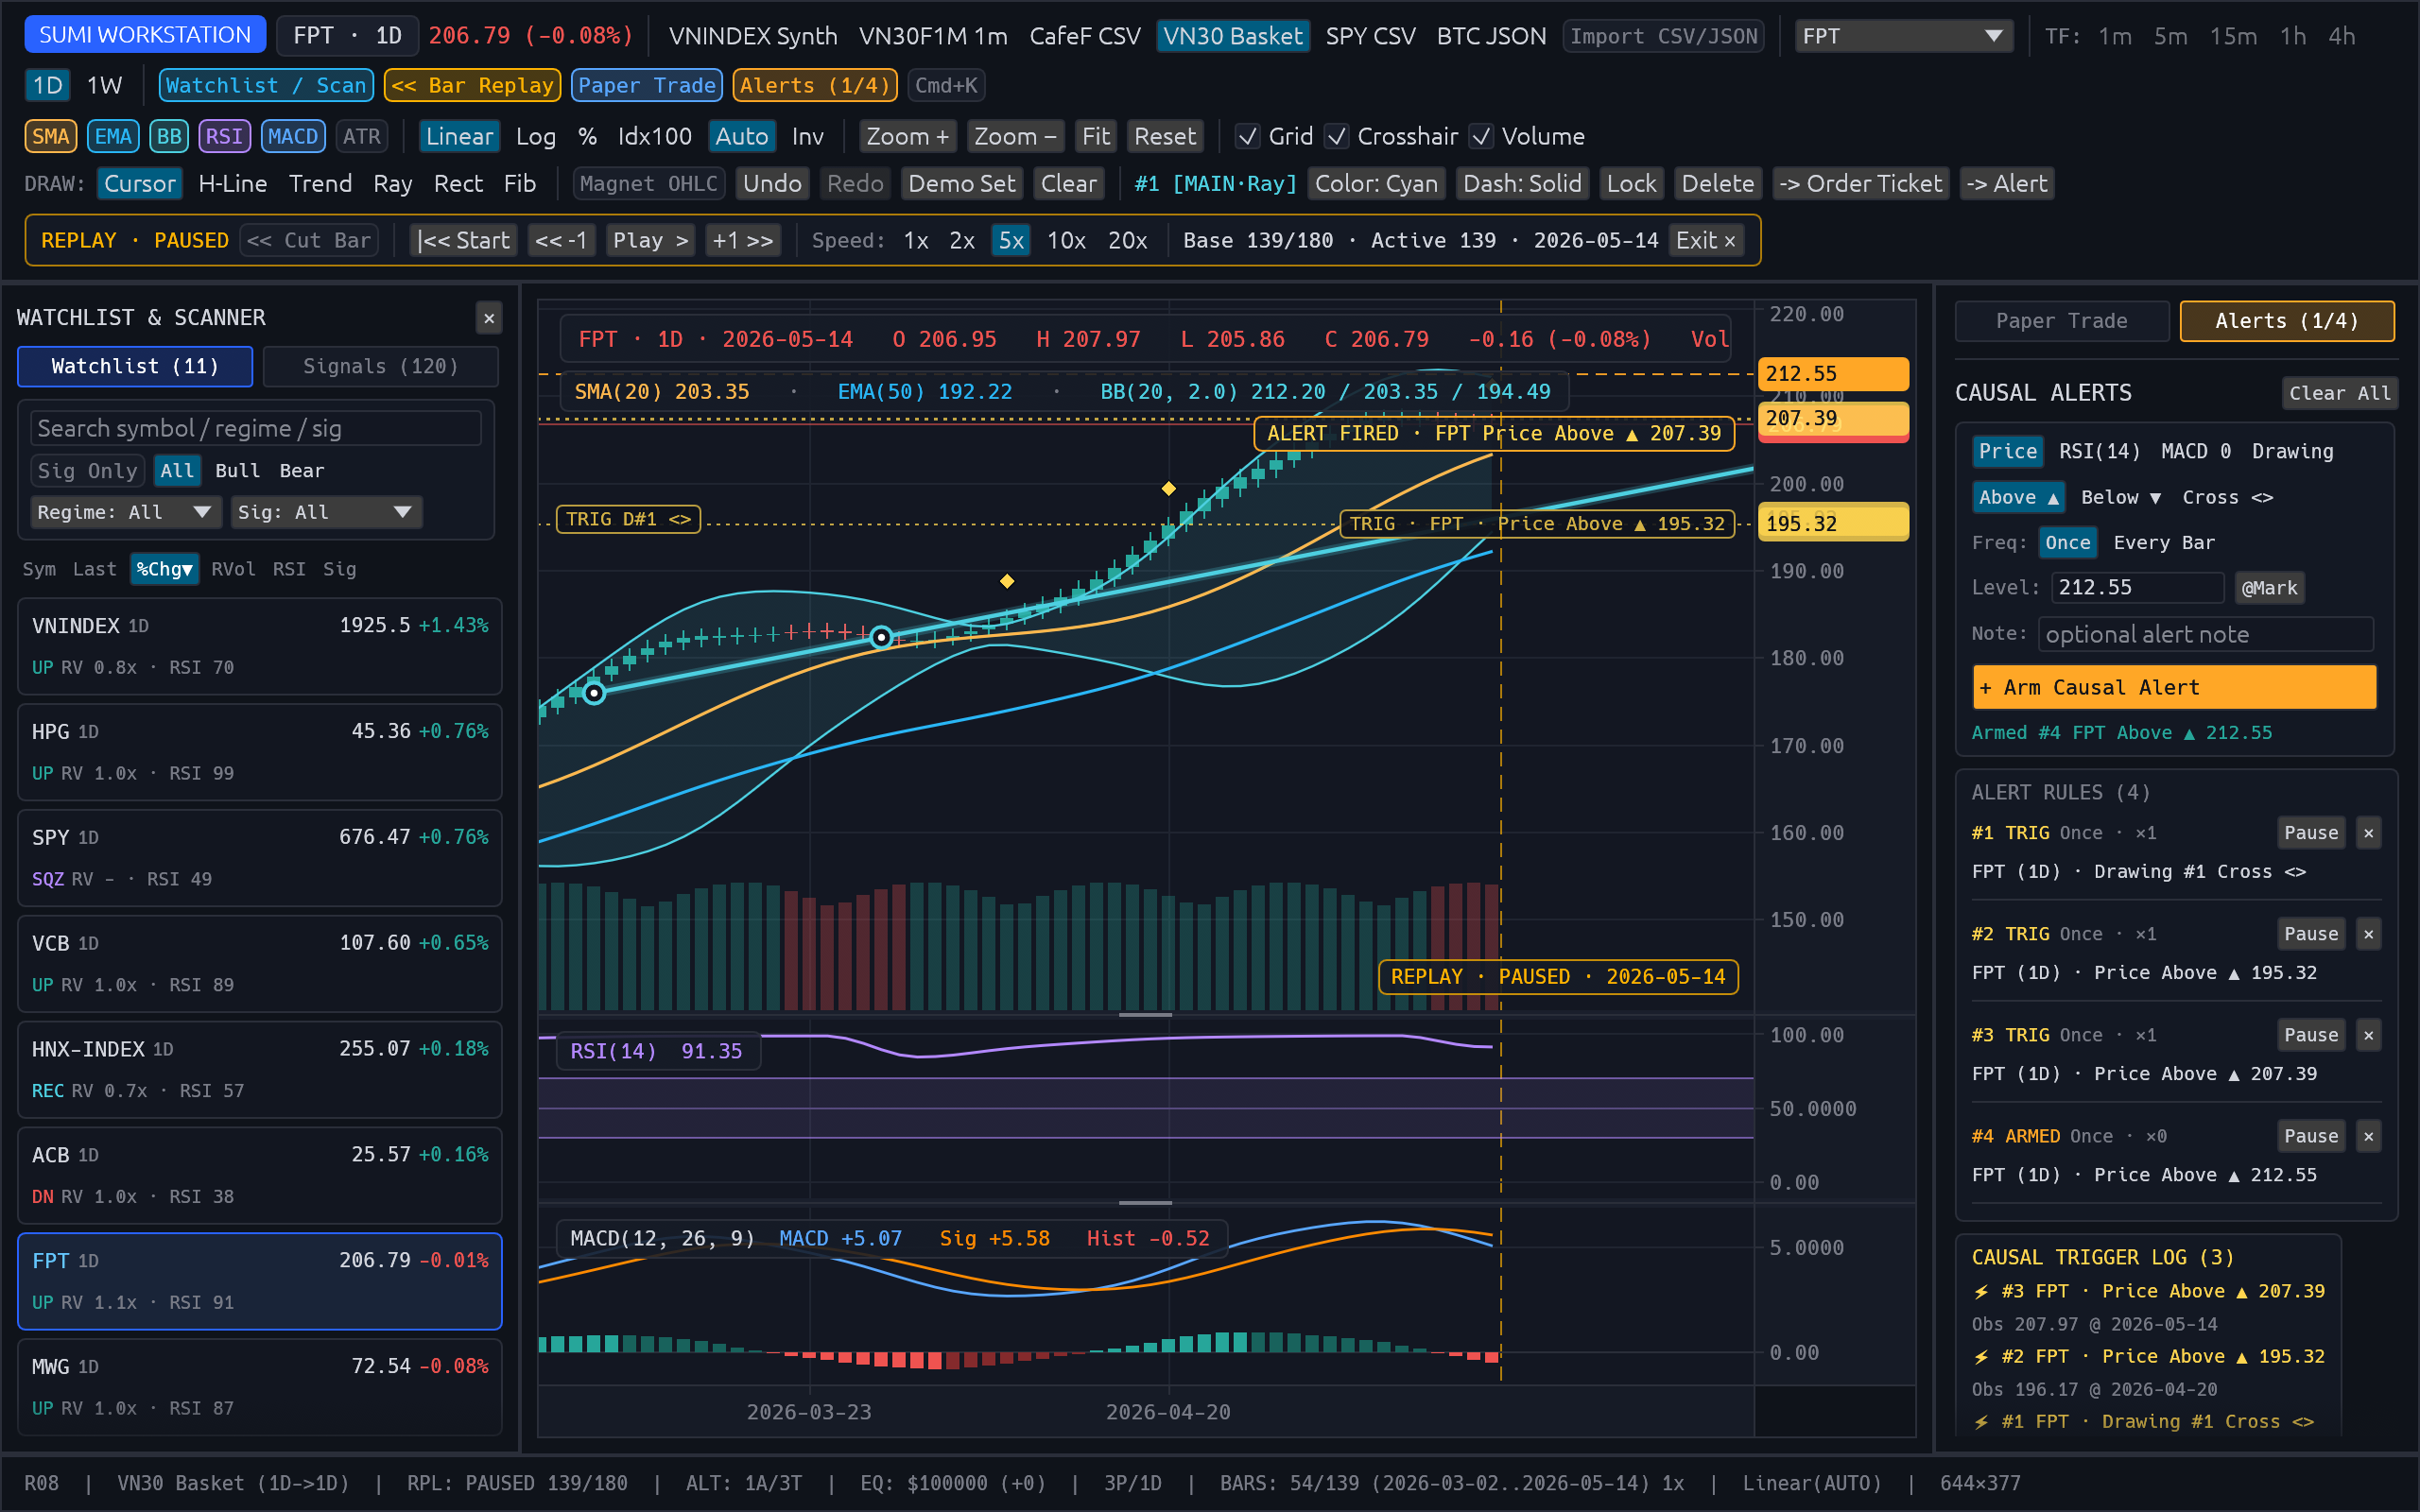 SUMI WORKSTATION FPT · 1D 206.79 (-0.08%) VNINDEX Synth VN30F1M 1m CafeF CSV VN30 Basket SPY CSV BTC JSON Import CSV/JSON FPT ▼ TF: 1m 5m 15m 1h 4h
1D 1W Watchlist / Scan << Bar Replay Paper Trade Alerts (1/4) Cmd+K
SMA EMA BB RSI MACD ATR Linear Log % Idx100 Auto Inv Zoom + Zoom − Fit Reset ✓ Grid ✓ Crosshair ✓ Volume
DRAW: Cursor H-Line Trend Ray Rect Fib Magnet OHLC Undo Redo Demo Set Clear #1 [MAIN·Ray] Color: Cyan Dash: Solid Lock Delete -> Order Ticket -> Alert
REPLAY · PAUSED << Cut Bar |<< Start << -1 Play > +1 >> Speed: 1x 2x 5x 10x 20x Base 139/180 · Active 139 · 2026-05-14 Exit ×
WATCHLIST & SCANNER ×
Watchlist (11) Signals (120)
Search symbol / regime / sig
Sig Only All Bull Bear
Regime: All ▼ Sig: All ▼
Sym Last %Chg▼ RVol RSI Sig
VNINDEX 1D 1925.5 +1.43%
UP RV 0.8x · RSI 70
HPG 1D 45.36 +0.76%
UP RV 1.0x · RSI 99
SPY 1D 676.47 +0.76%
SQZ RV – · RSI 49
VCB 1D 107.60 +0.65%
UP RV 1.0x · RSI 89
HNX-INDEX 1D 255.07 +0.18%
REC RV 0.7x · RSI 57
ACB 1D 25.57 +0.16%
DN RV 1.0x · RSI 38
FPT 1D 206.79 -0.01%
UP RV 1.1x · RSI 91
MWG 1D 72.54 -0.08%
UP RV 1.0x · RSI 87
FPT · 1D · 2026-05-14 O 206.95 H 207.97 L 205.86 C 206.79 -0.16 (-0.08%) Vol
SMA(20) 203.35 · EMA(50) 192.22 · BB(20, 2.0) 212.20 / 203.35 / 194.49
ALERT FIRED · FPT Price Above ▲ 207.39
TRIG D#1 <>
TRIG · FPT · Price Above ▲ 195.32
REPLAY · PAUSED · 2026-05-14
220.00
212.55
210.00
207.39
200.00
195.32
190.00
180.00
170.00
160.00
150.00
RSI(14) 91.35
100.00
50.0000
0.00
MACD(12, 26, 9) MACD +5.07 Sig +5.58 Hist -0.52
5.0000
0.00
2026-03-23 2026-04-20
Paper Trade Alerts (1/4)
CAUSAL ALERTS Clear All
Price RSI(14) MACD 0 Drawing
Above ▲ Below ▼ Cross <>
Freq: Once Every Bar
Level: 212.55 @Mark
Note: optional alert note
+ Arm Causal Alert
Armed #4 FPT Above ▲ 212.55
ALERT RULES (4)
#1 TRIG Once · ×1 Pause ×
FPT (1D) · Drawing #1 Cross <>
#2 TRIG Once · ×1 Pause ×
FPT (1D) · Price Above ▲ 195.32
#3 TRIG Once · ×1 Pause ×
FPT (1D) · Price Above ▲ 207.39
#4 ARMED Once · ×0 Pause ×
FPT (1D) · Price Above ▲ 212.55
CAUSAL TRIGGER LOG (3)
⚡ #3 FPT · Price Above ▲ 207.39
Obs 207.97 @ 2026-05-14
⚡ #2 FPT · Price Above ▲ 195.32
Obs 196.17 @ 2026-04-20
⚡ #1 FPT · Drawing #1 Cross <>
R08 | VN30 Basket (1D->1D) | RPL: PAUSED 139/180 | ALT: 1A/3T | EQ: $100000 (+0) | 3P/1D | BARS: 54/139 (2026-03-02..2026-05-14) 1x | Linear(AUTO) | 644×377